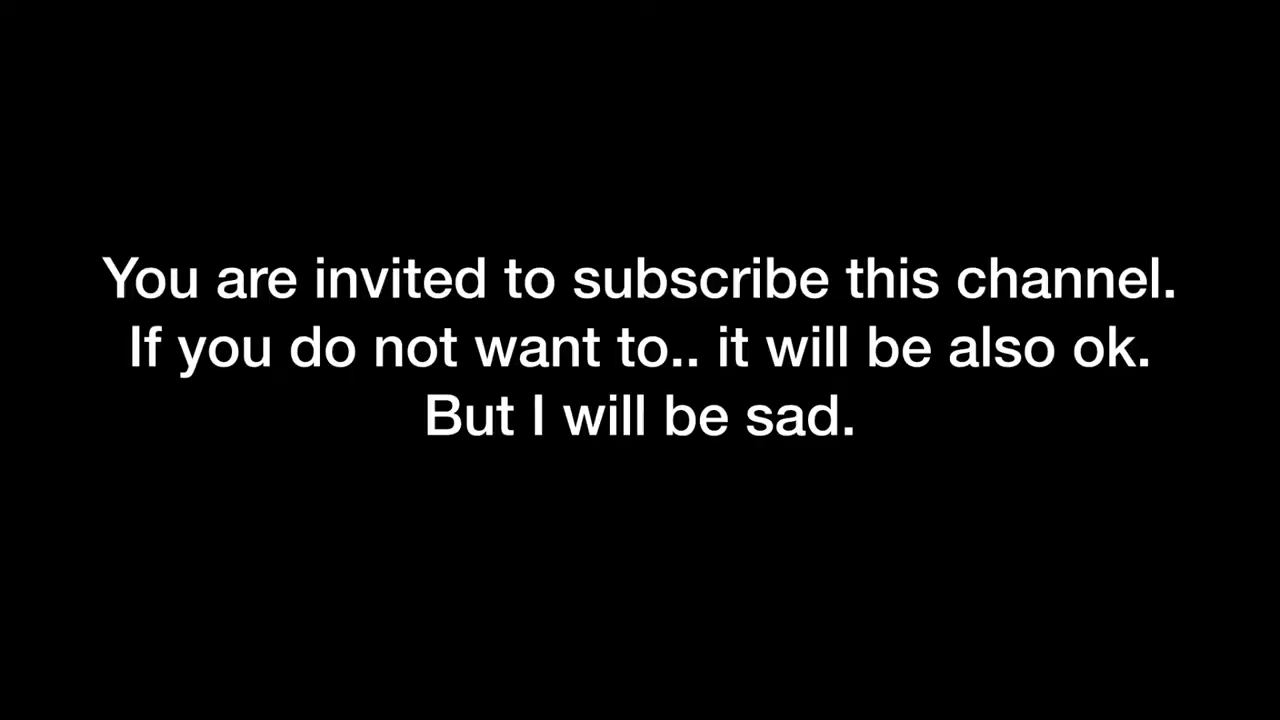 You are invited to subscribe this channel.
If you do not want to.. it will be also ok.
But I will be sad.